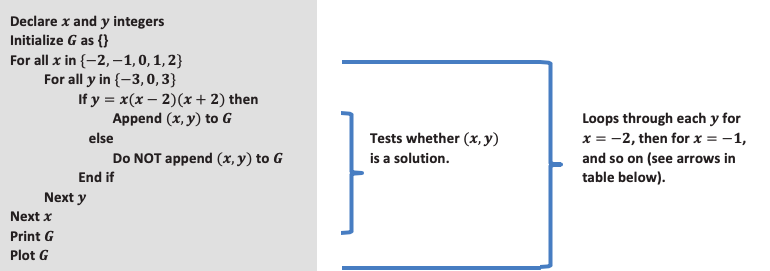 Declare x and y integers
Initialize G as {}
For all x in {−2, −1, 0, 1, 2}
For all y in {−3, 0, 3}
If y = x(x − 2)(x + 2) then
Append (x, y) to G
else
Do NOT append (x, y) to G
End if
Next y
Next x
Print G
Plot G
Tests whether (x, y)
is a solution.
Loops through each y for
x = −2, then for x = −1,
and so on (see arrows in
table below).